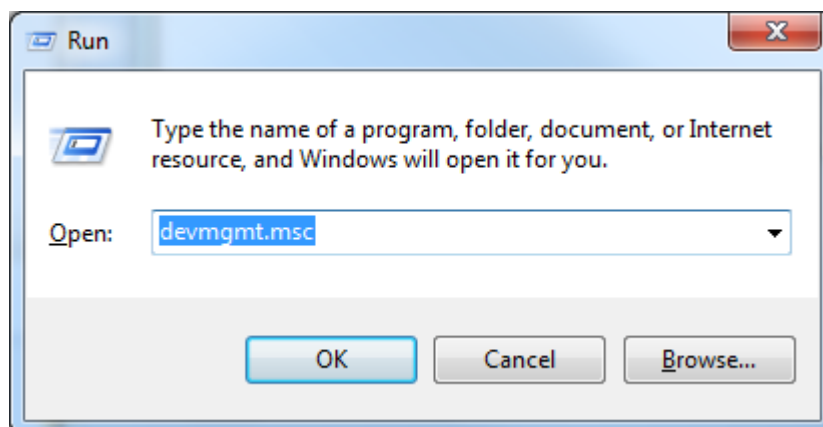 Run
Type the name of a program, folder, document, or Internet
resource, and Windows will open it for you.
Open: devmgmt.msc
OK Cancel Browse...